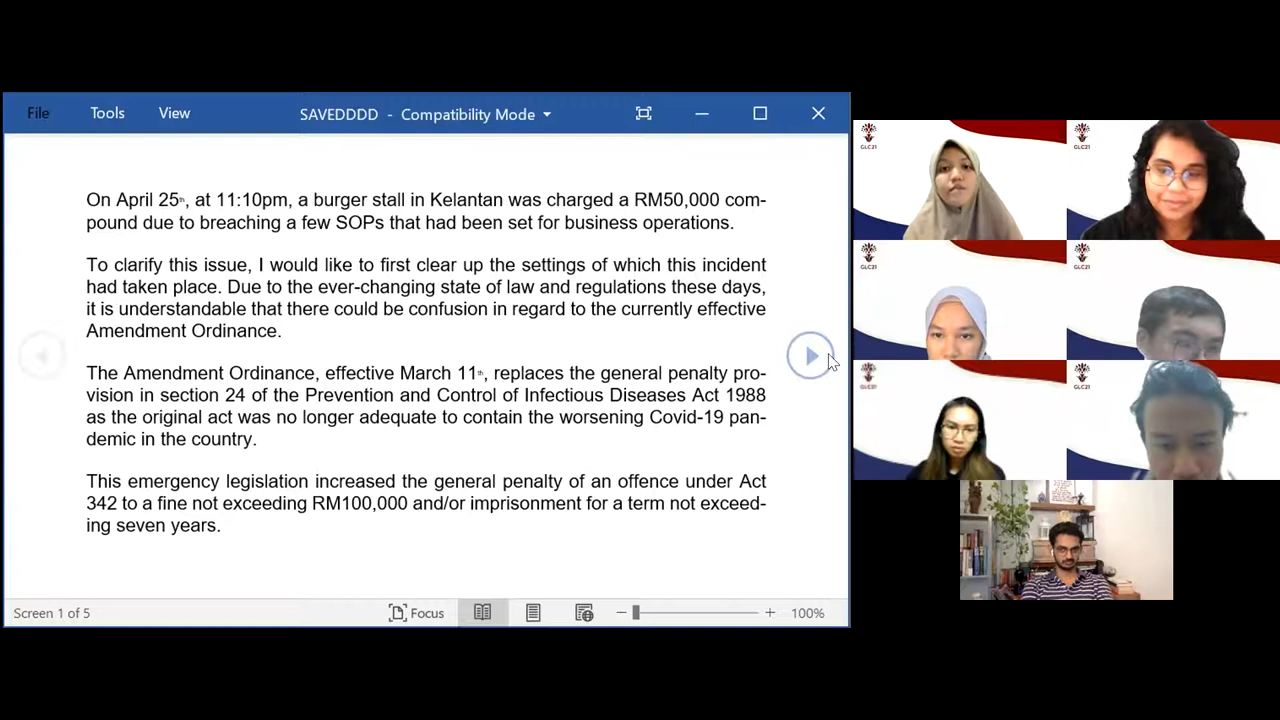 File Tools View SAVEDDDD - Compatibility Mode
On April 25th, at 11:10pm, a burger stall in Kelantan was charged a RM50,000 com-
pound due to breaching a few SOPs that had been set for business operations.
To clarify this issue, I would like to first clear up the settings of which this incident
had taken place. Due to the ever-changing state of law and regulations these days,
it is understandable that there could be confusion in regard to the currently effective
Amendment Ordinance.
The Amendment Ordinance, effective March 11th, replaces the general penalty pro-
vision in section 24 of the Prevention and Control of Infectious Diseases Act 1988
as the original act was no longer adequate to contain the worsening Covid-19 pan-
demic in the country.
This emergency legislation increased the general penalty of an offence under Act
342 to a fine not exceeding RM100,000 and/or imprisonment for a term not exceed-
ing seven years.
Screen 1 of 5 Focus 100%
GLC21
GLC21
GLC21
GLC21
GLC21
GLC21